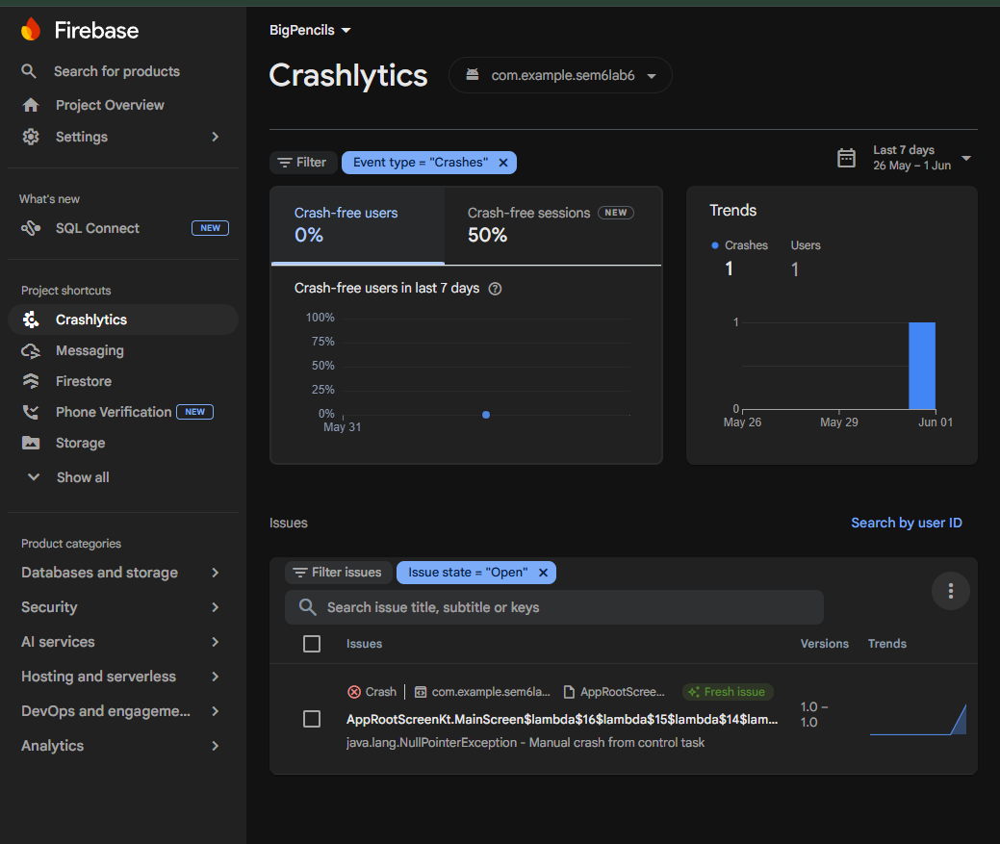 Firebase
Search for products
Project Overview
Settings
What's new
SQL Connect NEW
Project shortcuts
Crashlytics
Messaging
Firestore
Phone Verification NEW
Storage
Show all
Product categories
Databases and storage
Security
AI services
Hosting and serverless
DevOps and engageme...
Analytics
BigPencils
Crashlytics com.example.sem6lab6
Filter Event type = "Crashes"
Last 7 days
26 May – 1 Jun
Crash-free users
0%
Crash-free sessions NEW
50%
Crash-free users in last 7 days
100%
75%
50%
25%
0%
May 31
Trends
Crashes Users
1 1
1
0
May 26 May 29 Jun 01
Issues Search by user ID
Filter issues Issue state = "Open"
Search issue title, subtitle or keys
Issues Versions Trends
Crash com.example.sem6la... AppRootScree... Fresh issue
AppRootScreenKt.MainScreen$lambda$16$lambda$15$lambda$14$lam...
java.lang.NullPointerException - Manual crash from control task
1.0 –
1.0